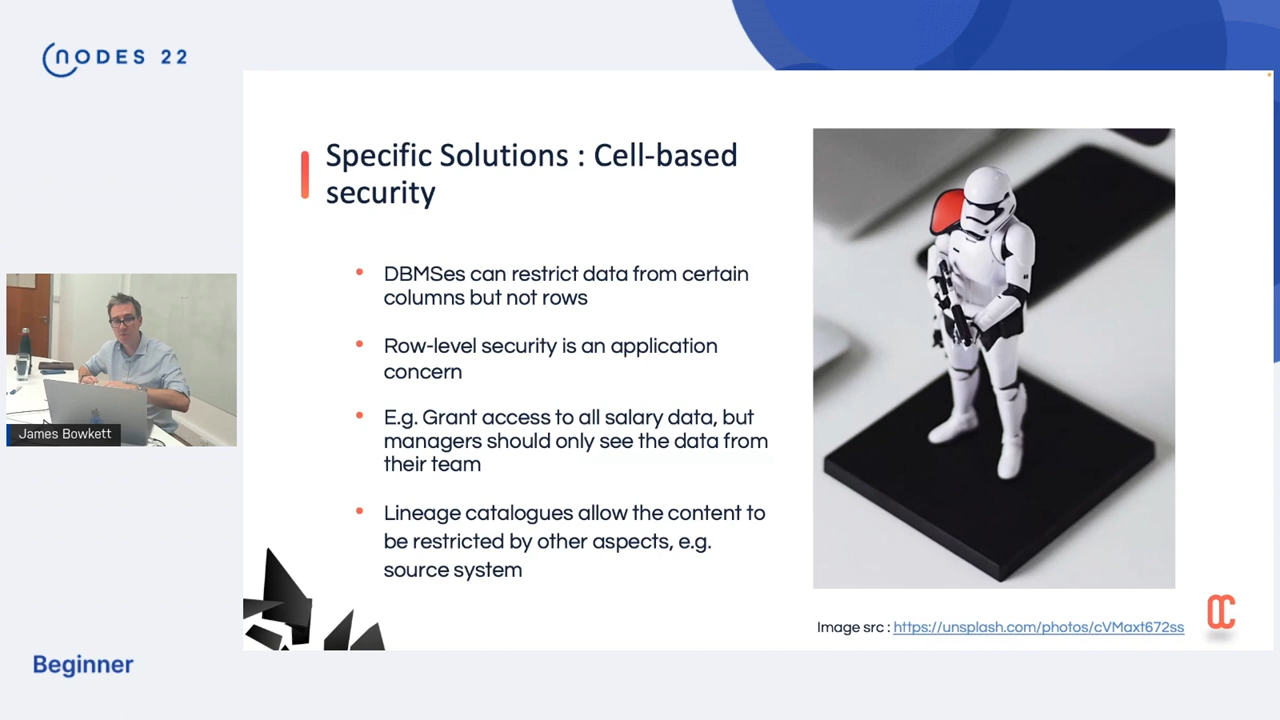 NODES 22
Specific Solutions : Cell-based
security
• DBMSes can restrict data from certain
columns but not rows
• Row-level security is an application
concern
• E.g. Grant access to all salary data, but
managers should only see the data from
their team
• Lineage catalogues allow the content to
be restricted by other aspects, e.g.
source system
James Bowkett
Image src : https://unsplash.com/photos/cVMaxt672ss
Beginner